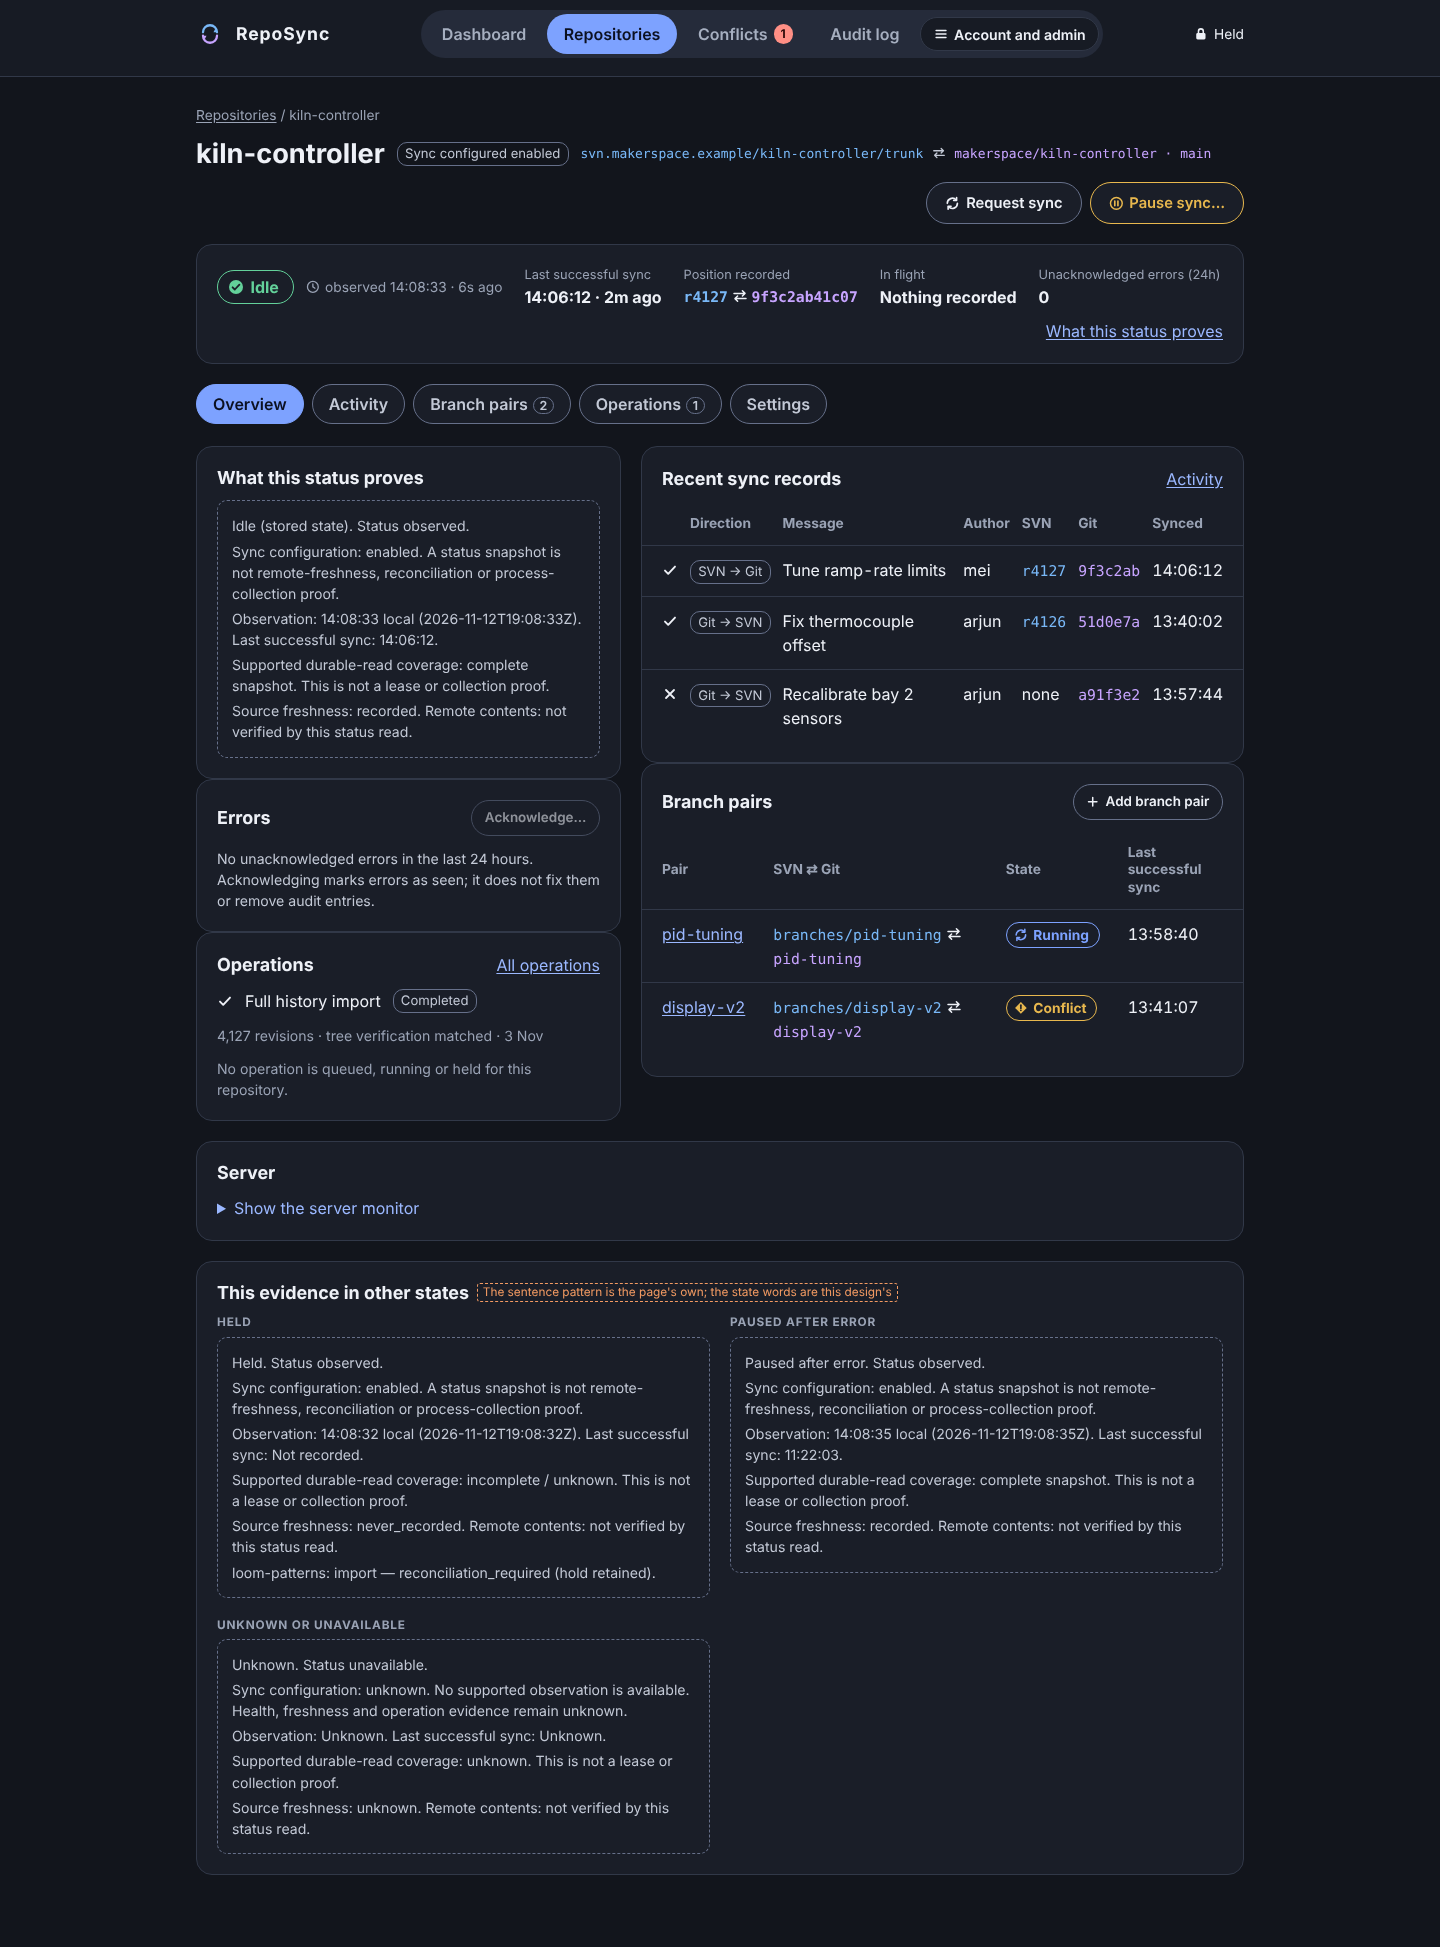 RepoSync
Dashboard
Repositories
Conflicts 1
Audit log
Account and admin
Held
Repositories / kiln-controller
kiln-controller
Sync configured enabled
svn.makerspace.example/kiln-controller/trunk ⇄ makerspace/kiln-controller · main
Request sync
Pause sync…
Idle
observed 14:08:33 · 6s ago
Last successful sync
14:06:12 · 2m ago
Position recorded
r4127 ⇄ 9f3c2ab41c07
In flight
Nothing recorded
Unacknowledged errors (24h)
0
What this status proves
Overview
Activity
Branch pairs 2
Operations 1
Settings
What this status proves
Idle (stored state). Status observed.
Sync configuration: enabled. A status snapshot is
not remote-freshness, reconciliation or process-
collection proof.
Observation: 14:08:33 local (2026-11-12T19:08:33Z).
Last successful sync: 14:06:12.
Supported durable-read coverage: complete
snapshot. This is not a lease or collection proof.
Source freshness: recorded. Remote contents: not
verified by this status read.
Errors
Acknowledge…
No unacknowledged errors in the last 24 hours.
Acknowledging marks errors as seen; it does not fix them
or remove audit entries.
Operations
All operations
Full history import
Completed
4,127 revisions · tree verification matched · 3 Nov
No operation is queued, running or held for this
repository.
Recent sync records
Activity
Direction Message Author SVN Git Synced
SVN → Git Tune ramp-rate limits mei r4127 9f3c2ab 14:06:12
Git → SVN Fix thermocouple arjun r4126 51d0e7a 13:40:02
offset
Git → SVN Recalibrate bay 2 arjun none a91f3e2 13:57:44
sensors
Branch pairs
Add branch pair
Pair SVN ⇄ Git State Last
successful
sync
pid-tuning branches/pid-tuning ⇄ Running 13:58:40
pid-tuning
display-v2 branches/display-v2 ⇄ Conflict 13:41:07
display-v2
Server
Show the server monitor
This evidence in other states
The sentence pattern is the page's own; the state words are this design's
HELD
Held. Status observed.
Sync configuration: enabled. A status snapshot is not remote-
freshness, reconciliation or process-collection proof.
Observation: 14:08:32 local (2026-11-12T19:08:32Z). Last successful
sync: Not recorded.
Supported durable-read coverage: incomplete / unknown. This is not
a lease or collection proof.
Source freshness: never_recorded. Remote contents: not verified by
this status read.
loom-patterns: import — reconciliation_required (hold retained).
PAUSED AFTER ERROR
Paused after error. Status observed.
Sync configuration: enabled. A status snapshot is not remote-
freshness, reconciliation or process-collection proof.
Observation: 14:08:35 local (2026-11-12T19:08:35Z). Last successful
sync: 11:22:03.
Supported durable-read coverage: complete snapshot. This is not a
lease or collection proof.
Source freshness: recorded. Remote contents: not verified by this
status read.
UNKNOWN OR UNAVAILABLE
Unknown. Status unavailable.
Sync configuration: unknown. No supported observation is available.
Health, freshness and operation evidence remain unknown.
Observation: Unknown. Last successful sync: Unknown.
Supported durable-read coverage: unknown. This is not a lease or
collection proof.
Source freshness: unknown. Remote contents: not verified by this
status read.